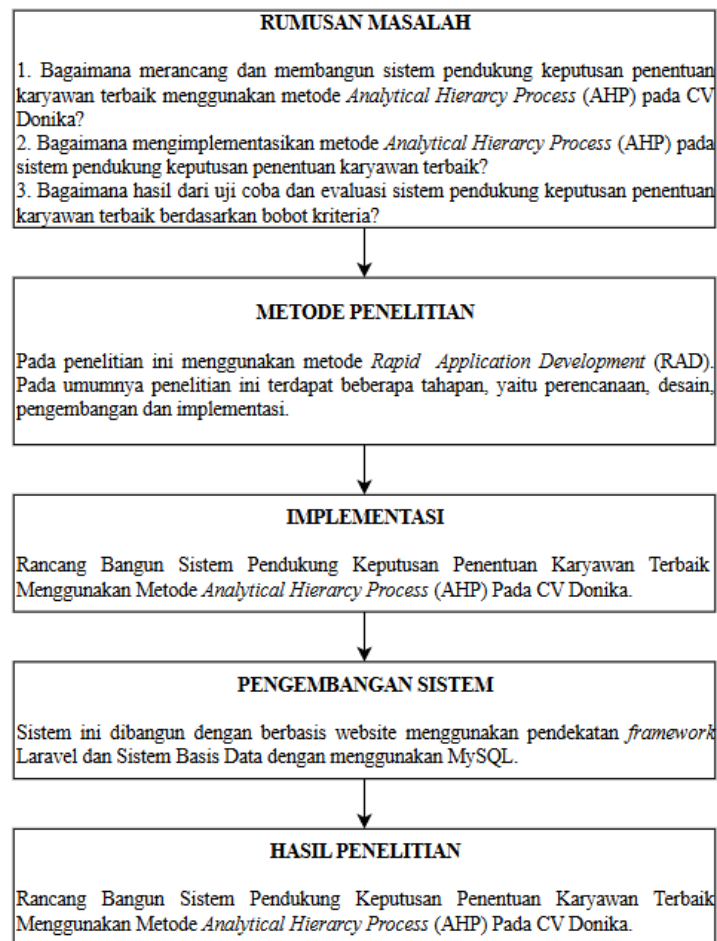 RUMUSAN MASALAH
1. Bagaimana merancang dan membangun sistem pendukung keputusan penentuan
karyawan terbaik menggunakan metode Analytical Hierarcy Process (AHP) pada CV
Donika?
2. Bagaimana mengimplementasikan metode Analytical Hierarcy Process (AHP) pada
sistem pendukung keputusan penentuan karyawan terbaik?
3. Bagaimana hasil dari uji coba dan evaluasi sistem pendukung keputusan penentuan
karyawan terbaik berdasarkan bobot kriteria?
METODE PENELITIAN
Pada penelitian ini menggunakan metode Rapid Application Development (RAD).
Pada umumnya penelitian ini terdapat beberapa tahapan, yaitu perencanaan, desain,
pengembangan dan implementasi.
IMPLEMENTASI
Rancang Bangun Sistem Pendukung Keputusan Penentuan Karyawan Terbaik
Menggunakan Metode Analytical Hierarcy Process (AHP) Pada CV Donika.
PENGEMBANGAN SISTEM
Sistem ini dibangun dengan berbasis website menggunakan pendekatan framework
Laravel dan Sistem Basis Data dengan menggunakan MySQL.
HASIL PENELITIAN
Rancang Bangun Sistem Pendukung Keputusan Penentuan Karyawan Terbaik
Menggunakan Metode Analytical Hierarcy Process (AHP) Pada CV Donika.